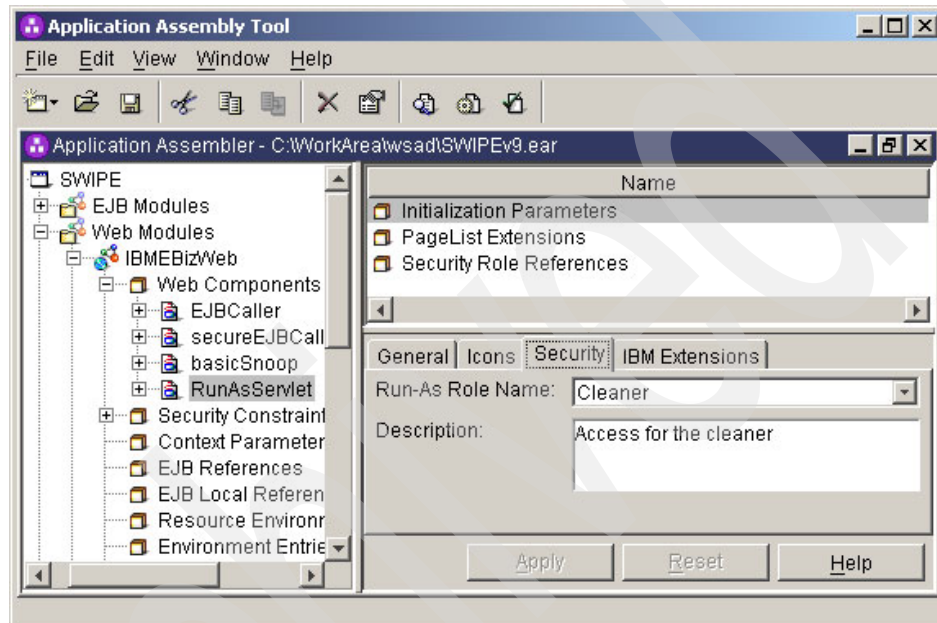 Application Assembly Tool
File Edit View Window Help
Application Assembler - C:\WorkArea\wsad\SWIPEv9.ear
SWIPE
EJB Modules
Web Modules
IBMEBizWeb
Web Components
EJBCaller
secureEJBCall
basicSnoop
RunAsServlet
Security Constraint
Context Parameter
EJB References
EJB Local Referen
Resource Environr
Environment Entrie
Name
Initialization Parameters
PageList Extensions
Security Role References
General Icons Security IBM Extensions
Run-As Role Name: Cleaner
Description: Access for the cleaner
Apply Reset Help